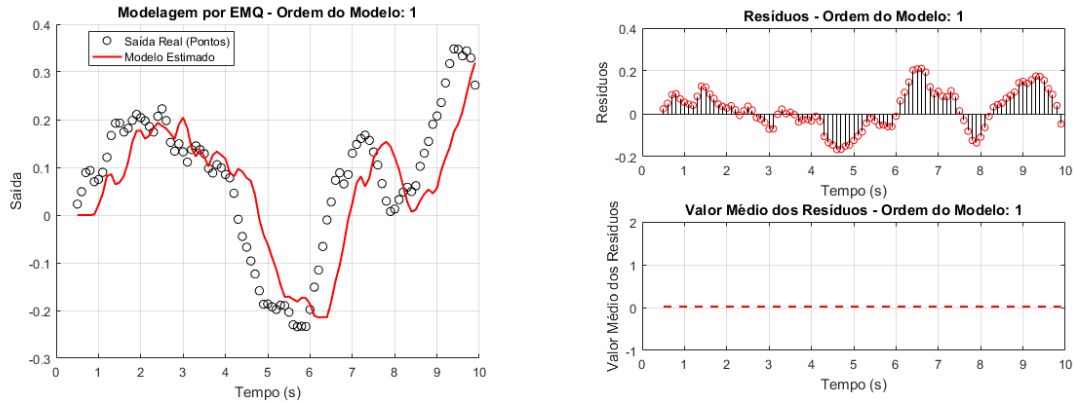 Modelagem por EMQ - Ordem do Modelo: 1
Saída
0.4
0.3
0.2
0.1
0
-0.1
-0.2
-0.3
Saída Real (Pontos)
Modelo Estimado
0 1 2 3 4 5 6 7 8 9 10
Tempo (s)
Resíduos - Ordem do Modelo: 1
Resíduos
0.4
0.2
0
-0.2
0 1 2 3 4 5 6 7 8 9 10
Tempo (s)
Valor Médio dos Resíduos - Ordem do Modelo: 1
Valor Médio dos Resíduos
2
1
0
-1
0 1 2 3 4 5 6 7 8 9 10
Tempo (s)